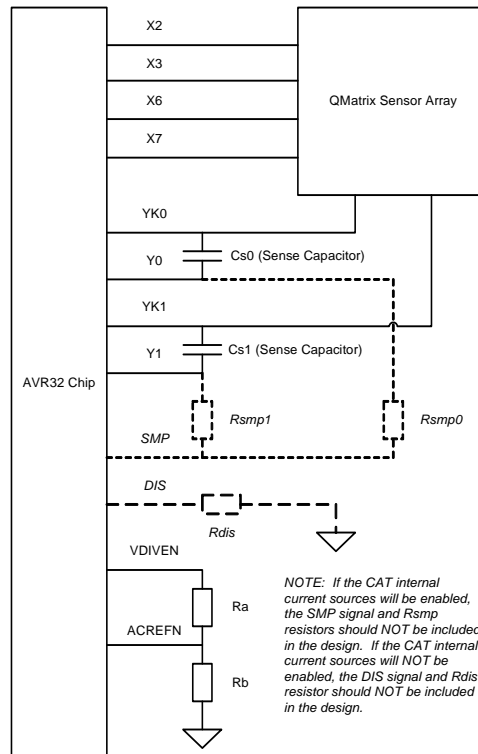 X2
X3
QMatrix Sensor Array
X6
X7
YK0
Cs0 (Sense Capacitor)
Y0
YK1
Cs1 (Sense Capacitor)
Y1
AVR32 Chip
Rsmp1
Rsmp0
SMP
DIS
Rdis
VDIVEN
Ra
ACREFN
Rb
NOTE: If the CAT internal
current sources will be enabled,
the SMP signal and Rsmp
resistors should NOT be included
in the design. If the CAT internal
current sources will NOT be
enabled, the DIS signal and Rdis
resistor should NOT be included
in the design.